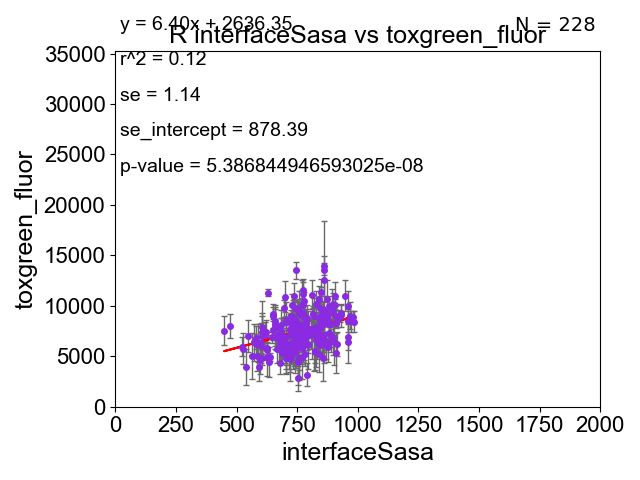 y = 6.40x + 2636.35
N = 228
R interfaceSasa vs toxgreen_fluor
r^2 = 0.12
se = 1.14
se_intercept = 878.39
p-value = 5.386844946593025e-08
35000
30000
25000
20000
15000
10000
5000
0
toxgreen_fluor
0 250 500 750 1000 1250 1500 1750 2000
interfaceSasa